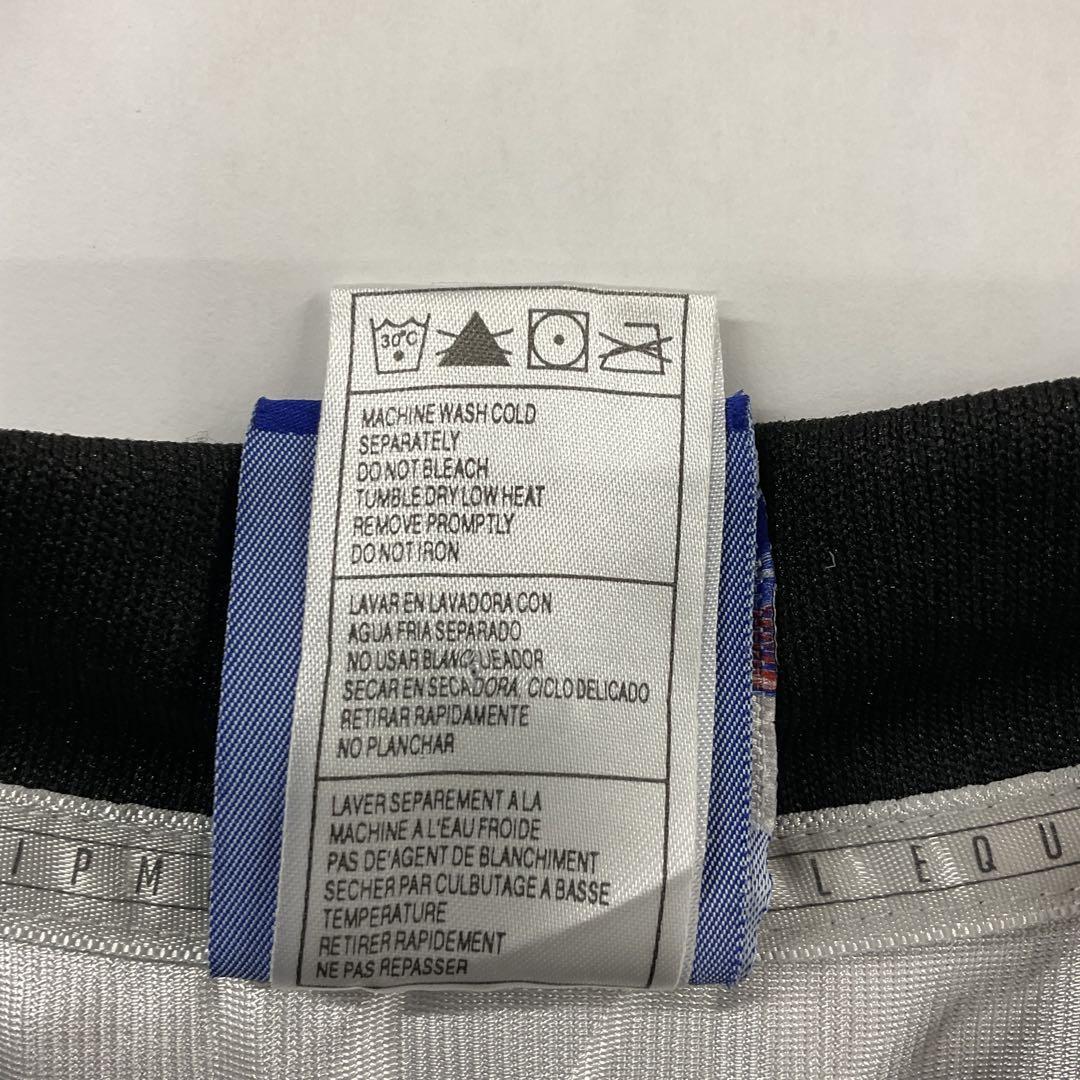 30°C
MACHINE WASH COLD
SEPARATELY
DO NOT BLEACH
TUMBLE DRY LOW HEAT
REMOVE PROMPTLY
DO NOT IRON
LAVAR EN LAVADORA CON
AGUA FRIA SEPARADO
NO USAR BLANQUEADOR
SECAR EN SECADORA, CICLO DELICADO
RETIRAR RAPIDAMENTE
NO PLANCHAR
LAVER SEPAREMENT A LA
MACHINE A L'EAU FROIDE
PAS DE'AGENT DE BLANCHIMENT
SECHER PAR CULBUTAGE A BASSE
TEMPERATURE
RETIRER RAPIDEMENT
NE PAS REPASSER
IPM
L EQU